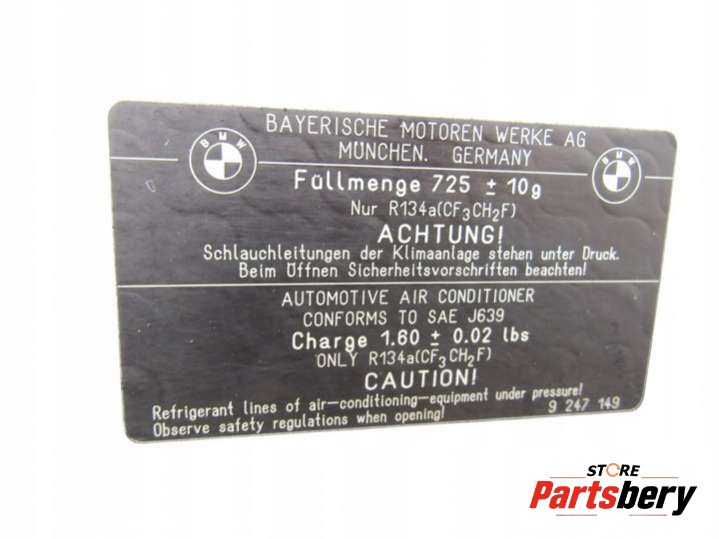 BAYERISCHE MOTOREN WERKE AG
MÜNCHEN. GERMANY
BMW
BMW
Füllmenge 725 ± 10g
Nur R134a(CF₃CH₂F)
ACHTUNG!
Schlauchleitungen der Klimaanlage stehen unter Druck.
Beim Öffnen Sicherheitsvorschriften beachten!
AUTOMOTIVE AIR CONDITIONER
CONFORMS TO SAE J639
Charge 1.60 ± 0.02 lbs
ONLY R134a(CF₃CH₂F)
CAUTION!
Refrigerant lines of air-conditioning-equipment under pressure!
Observe safety regulations when opening!
9 247 149
STORE
Partsbery